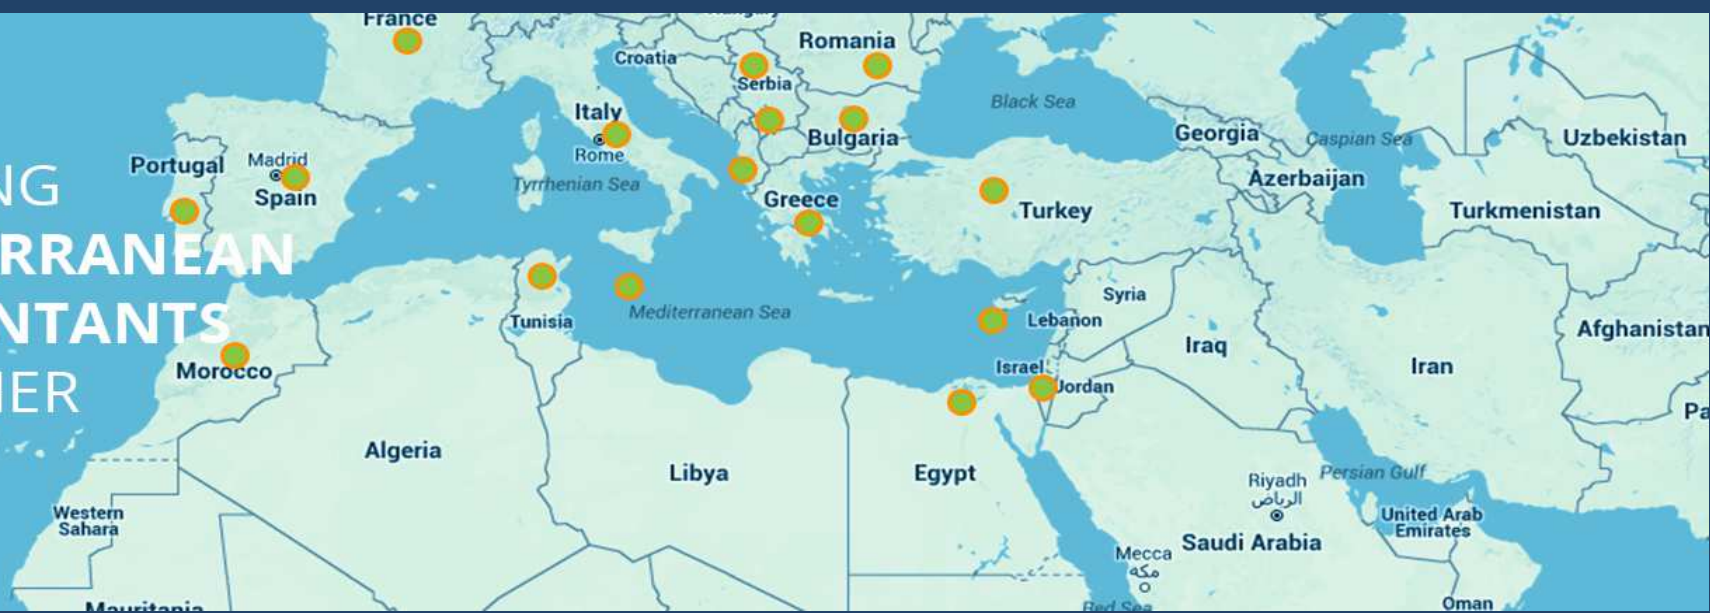 France
Hungary
Romania
Croatia
Serbia
Black Sea
Italy
Bulgaria
Georgia
Caspian Sea
Uzbekistan
Rome
Portugal
Madrid
Spain
Tyrrhenian Sea
Greece
Turkey
Azerbaijan
Turkmenistan
NG
RRANEAN
NTANTS
ER
Tunisia
Mediterranean Sea
Lebanon
Syria
Afghanistan
Morocco
Israel
Jordan
Iraq
Iran
Pa
Algeria
Libya
Egypt
Riyadh
الرياض
Persian Gulf
Western
Sahara
United Arab
Emirates
Saudi Arabia
Mecca
مكة
Mauritania
Red Sea
Oman